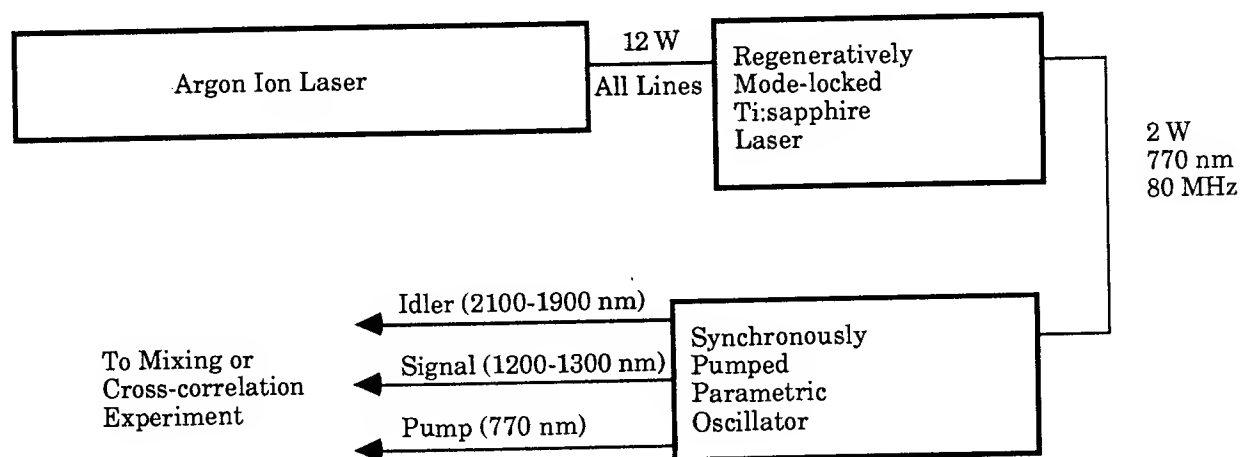 Argon Ion Laser
12 W
All Lines
Regeneratively
Mode-locked
Ti:sapphire
Laser
2 W
770 nm
80 MHz
Idler (2100-1900 nm)
Signal (1200-1300 nm)
Pump (770 nm)
To Mixing or
Cross-correlation
Experiment
Synchronously
Pumped
Parametric
Oscillator